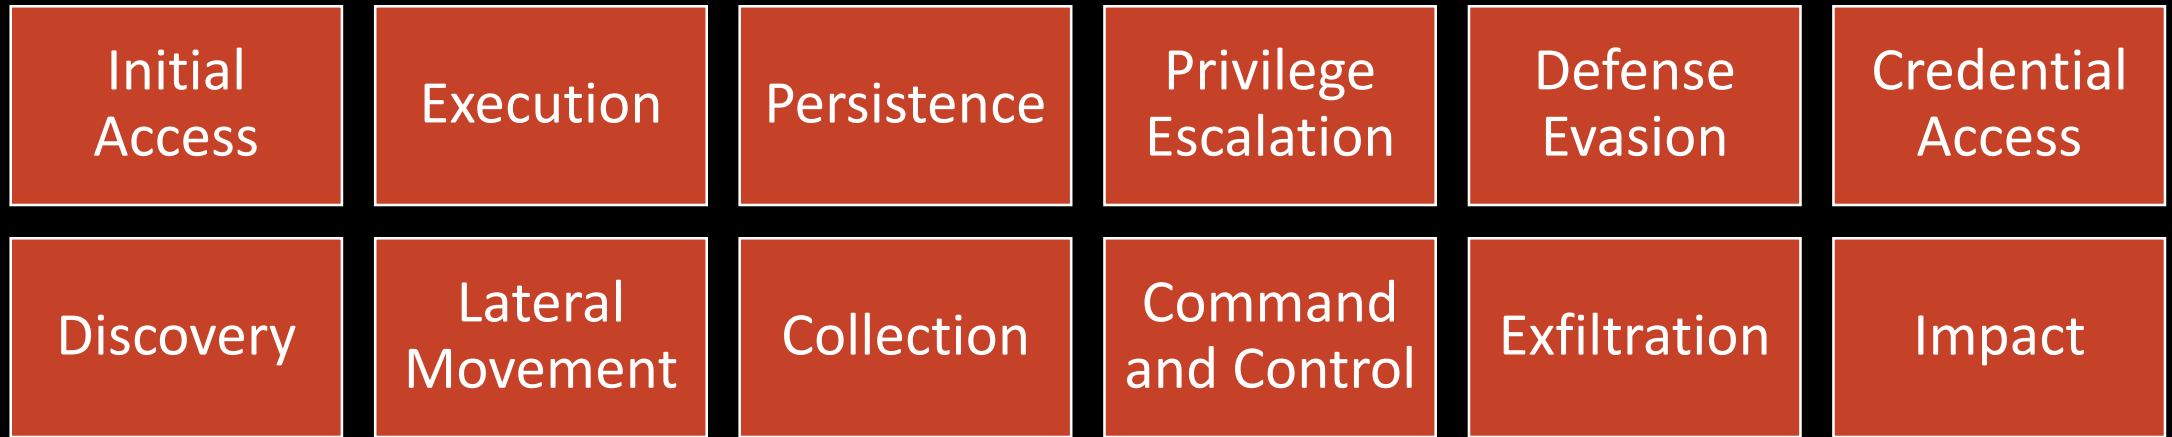 Initial
Access
Execution
Persistence
Privilege
Escalation
Defense
Evasion
Credential
Access
Discovery
Lateral
Movement
Collection
Command
and Control
Exfiltration
Impact